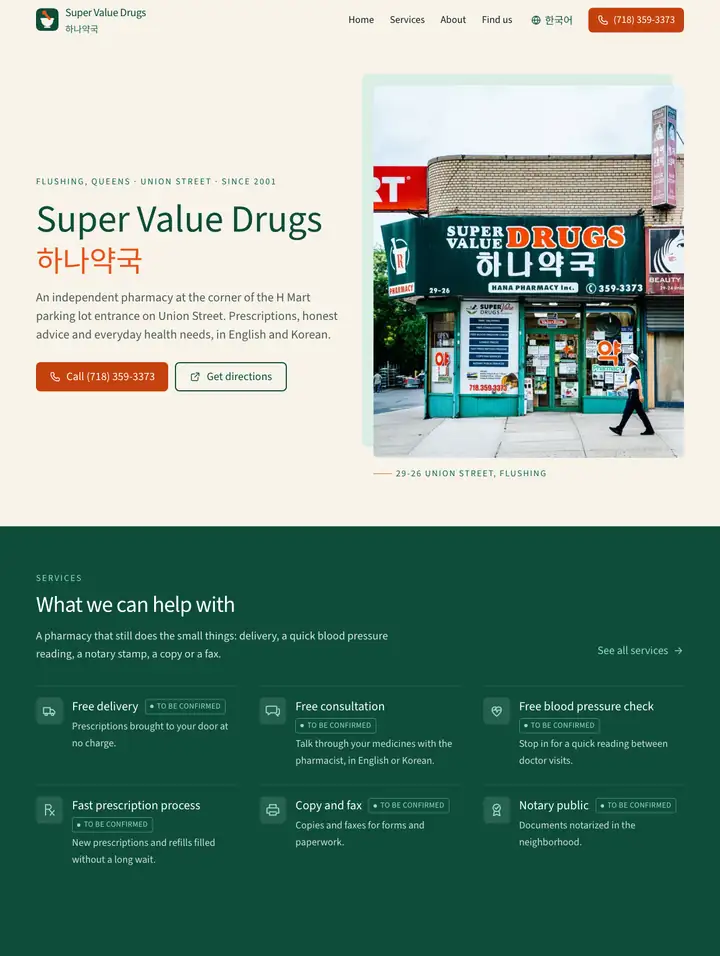 Super Value Drugs
하나약국
Home Services About Find us 한국어 (718) 359-3373
FLUSHING, QUEENS · UNION STREET · SINCE 2001
Super Value Drugs
하나약국
An independent pharmacy at the corner of the H Mart
parking lot entrance on Union Street. Prescriptions, honest
advice and everyday health needs, in English and Korean.
Call (718) 359-3373 Get directions
RT
SUPER
VALUE DRUGS
하나약국
HANA PHARMACY Inc. 359-3373
29-26
PHARMACY
R
BEAUTY
SUPER VALUE
DRUGS
약
718.359.3373
29-26 UNION STREET, FLUSHING
SERVICES
What we can help with
A pharmacy that still does the small things: delivery, a quick blood pressure
reading, a notary stamp, a copy or a fax.
See all services →
Free delivery • TO BE CONFIRMED
Prescriptions brought to your door at
no charge.
Free consultation
• TO BE CONFIRMED
Talk through your medicines with the
pharmacist, in English or Korean.
Free blood pressure check
• TO BE CONFIRMED
Stop in for a quick reading between
doctor visits.
Fast prescription process
• TO BE CONFIRMED
New prescriptions and refills filled
without a long wait.
Copy and fax • TO BE CONFIRMED
Copies and faxes for forms and
paperwork.
Notary public • TO BE CONFIRMED
Documents notarized in the
neighborhood.